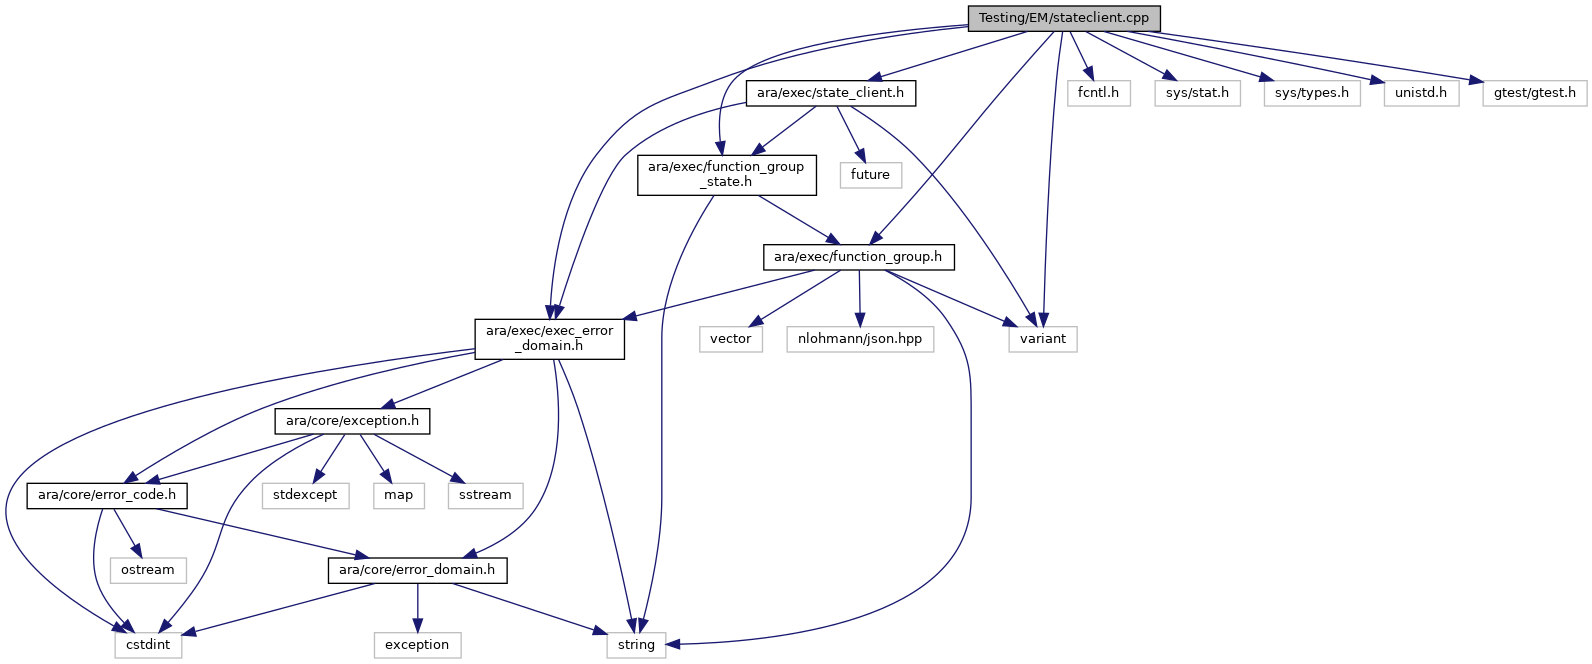 Testing/EM/stateclient.cpp
ara/exec/state_client.h
fcntl.h
sys/stat.h
sys/types.h
unistd.h
gtest/gtest.h
ara/exec/function_group
_state.h
future
ara/exec/function_group.h
ara/exec/exec_error
_domain.h
vector
nlohmann/json.hpp
variant
ara/core/exception.h
ara/core/error_code.h
stdexcept
map
sstream
ostream
ara/core/error_domain.h
cstdint
exception
string